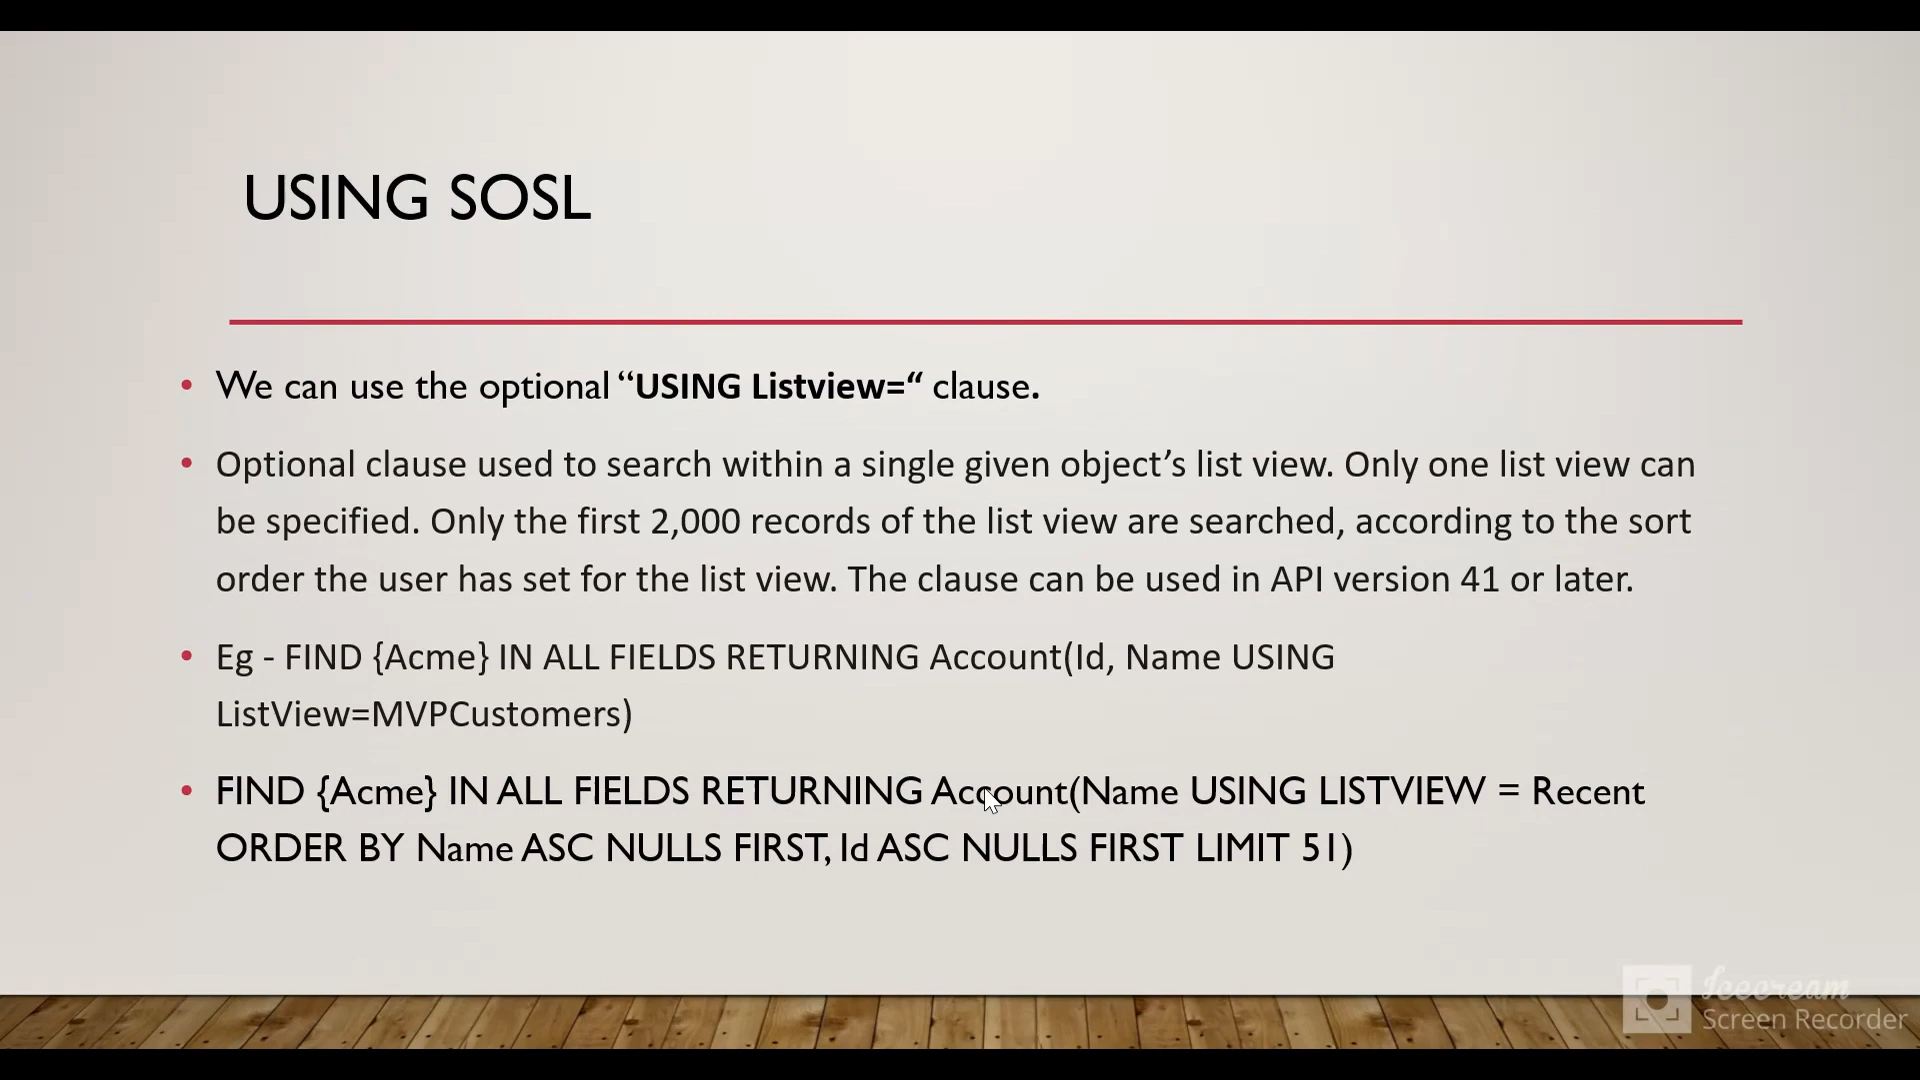 USING SOSL
• We can use the optional “USING Listview=“ clause.
• Optional clause used to search within a single given object’s list view. Only one list view can
be specified. Only the first 2,000 records of the list view are searched, according to the sort
order the user has set for the list view. The clause can be used in API version 41 or later.
• Eg - FIND {Acme} IN ALL FIELDS RETURNING Account(Id, Name USING
ListView=MVPCustomers)
• FIND {Acme} IN ALL FIELDS RETURNING Account(Name USING LISTVIEW = Recent
ORDER BY Name ASC NULLS FIRST, Id ASC NULLS FIRST LIMIT 51)
Icecream
Screen Recorder